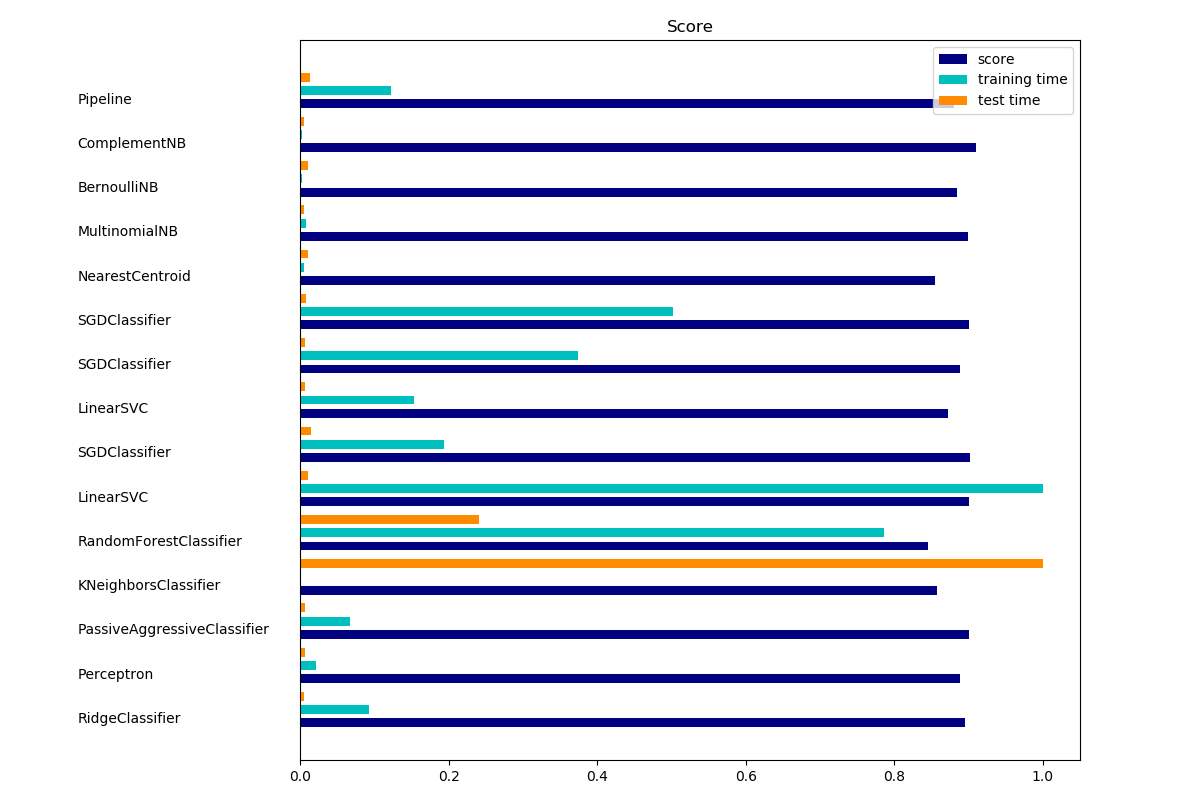 Score
score
training time
test time
Pipeline
ComplementNB
BernoulliNB
MultinomialNB
NearestCentroid
SGDClassifier
SGDClassifier
LinearSVC
SGDClassifier
LinearSVC
RandomForestClassifier
KNeighborsClassifier
PassiveAggressiveClassifier
Perceptron
RidgeClassifier
0.0 0.2 0.4 0.6 0.8 1.0